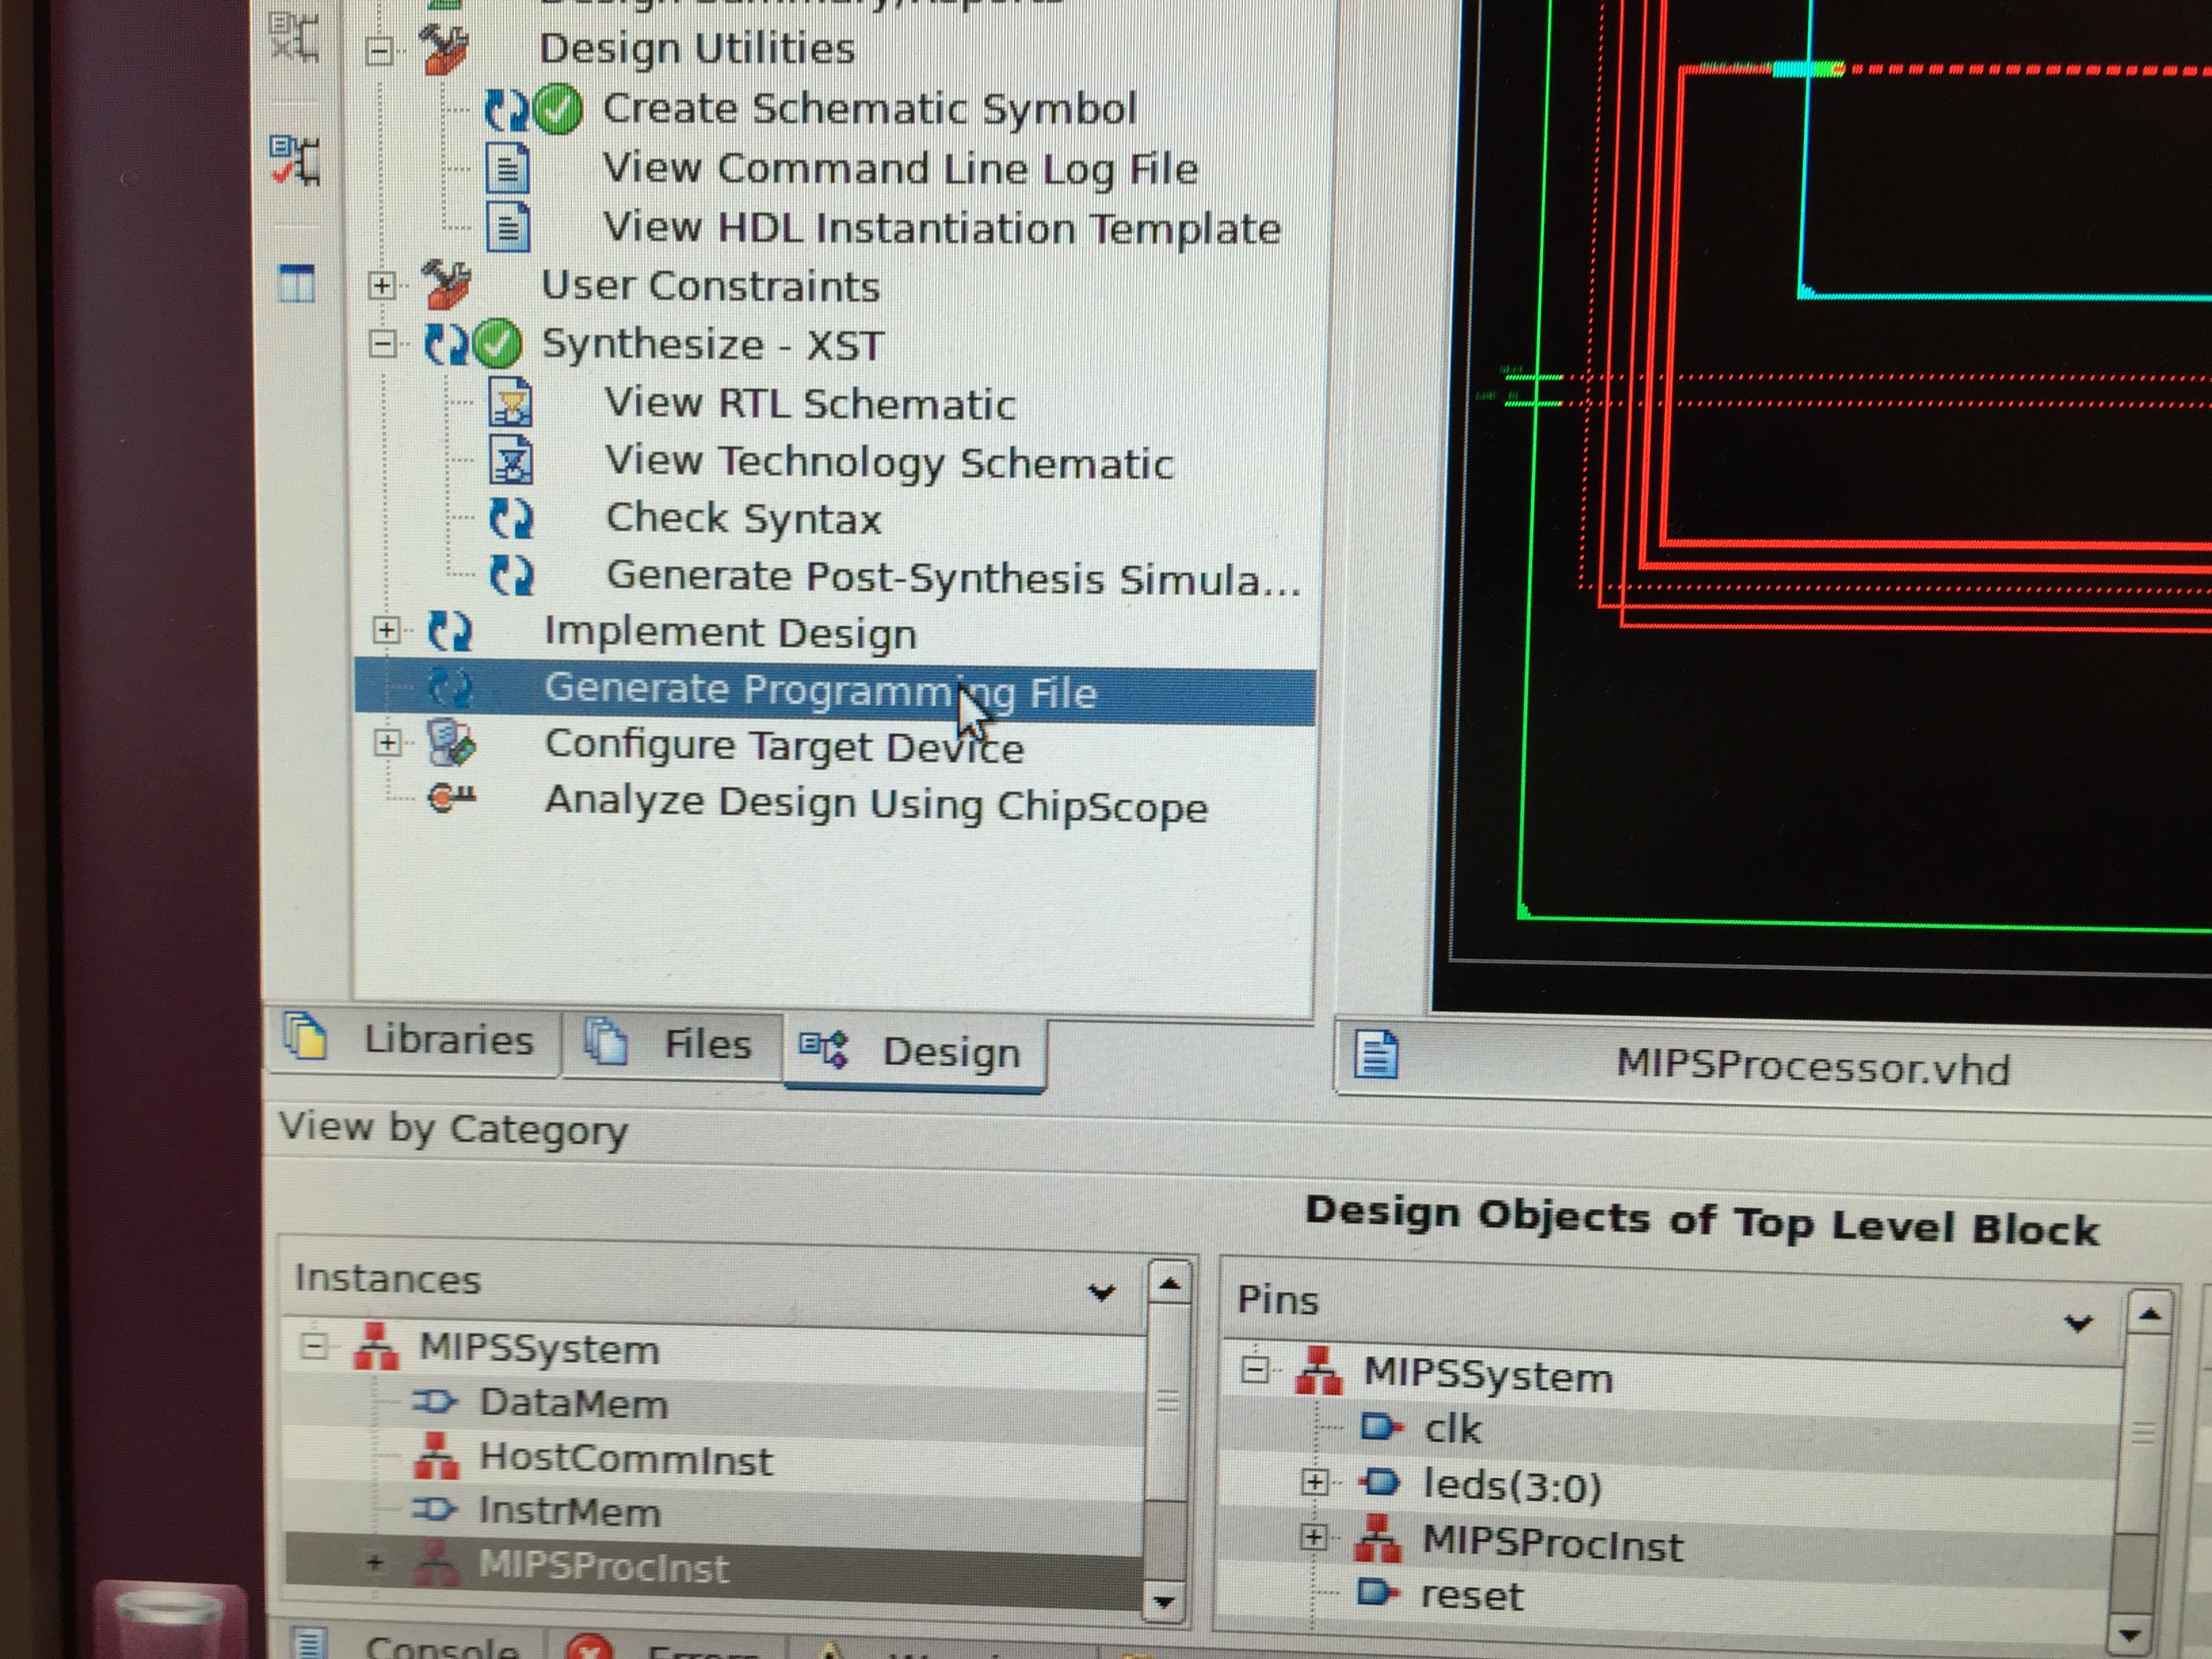 Design Utilities
Create Schematic Symbol
View Command Line Log File
View HDL Instantiation Template
User Constraints
Synthesize - XST
View RTL Schematic
View Technology Schematic
Check Syntax
Generate Post-Synthesis Simula...
Implement Design
Generate Programming File
Configure Target Device
Analyze Design Using ChipScope
Libraries
Files
Design
MIPSProcessor.vhd
View by Category
Design Objects of Top Level Block
Instances
MIPSSystem
DataMem
HostCommInst
InstrMem
MIPSProcInst
Pins
MIPSSystem
clk
leds(3:0)
MIPSProcInst
reset
Console
Errors